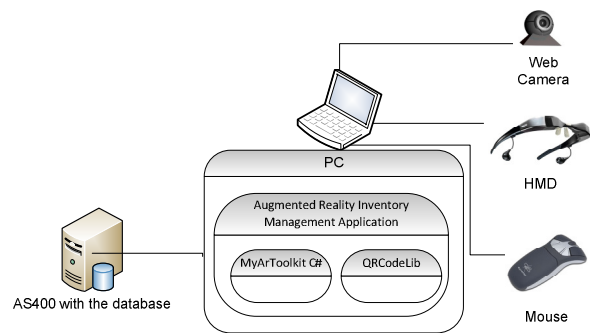 Web
Camera
PC
HMD
Augmented Reality Inventory
Management Application
MyArToolkit C#
QRCodeLib
AS400 with the database
Mouse